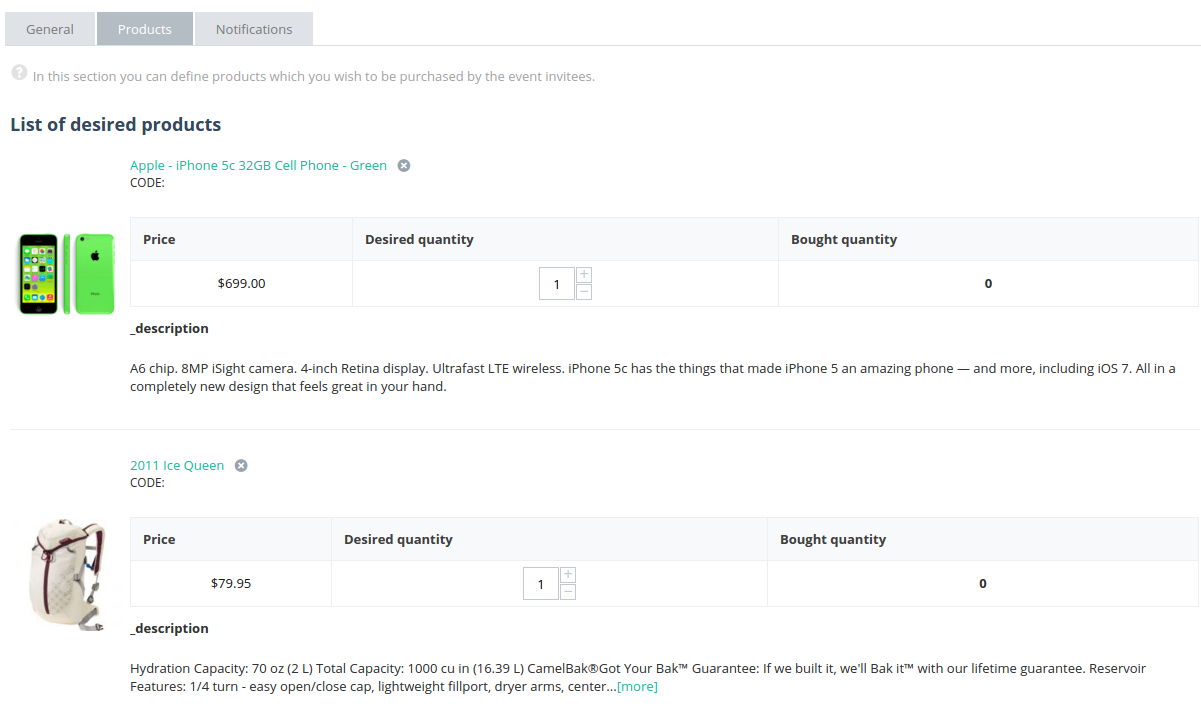 General Products Notifications
In this section you can define products which you wish to be purchased by the event invitees.
List of desired products
Apple - iPhone 5c 32GB Cell Phone - Green
CODE:
Price Desired quantity Bought quantity
$699.00 1 + − 0
_description
A6 chip. 8MP iSight camera. 4-inch Retina display. Ultrafast LTE wireless. iPhone 5c has the things that made iPhone 5 an amazing phone — and more, including iOS 7. All in a
completely new design that feels great in your hand.
2011 Ice Queen
CODE:
Price Desired quantity Bought quantity
$79.95 1 + − 0
_description
Hydration Capacity: 70 oz (2 L) Total Capacity: 1000 cu in (16.39 L) CamelBak®Got Your Bak™ Guarantee: If we built it, we'll Bak it™ with our lifetime guarantee. Reservoir
Features: 1/4 turn - easy open/close cap, lightweight fillport, dryer arms, center...[more]